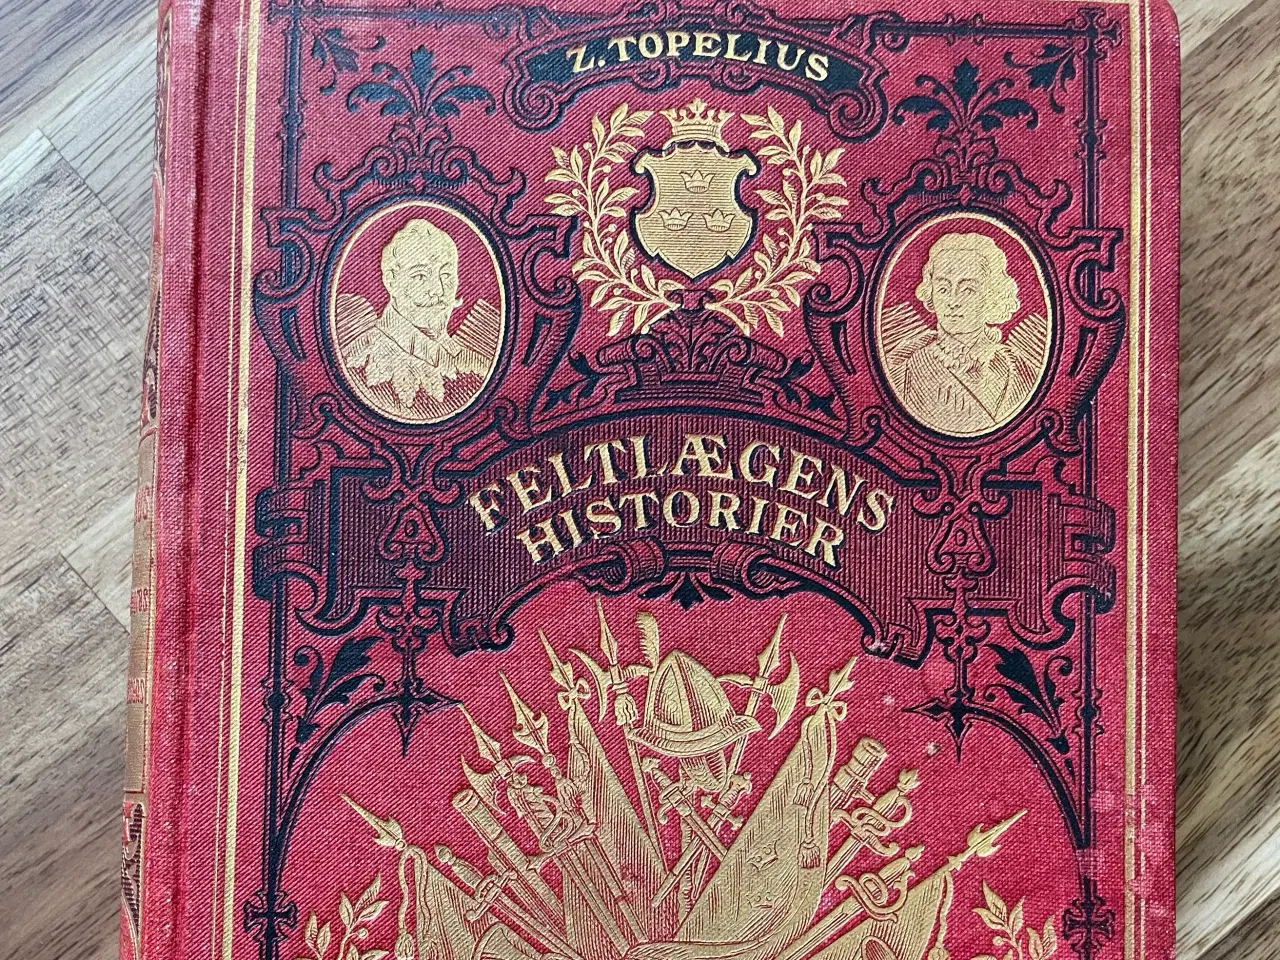 Z. TOPELIUS
FELTLÆGENS
HISTORIER